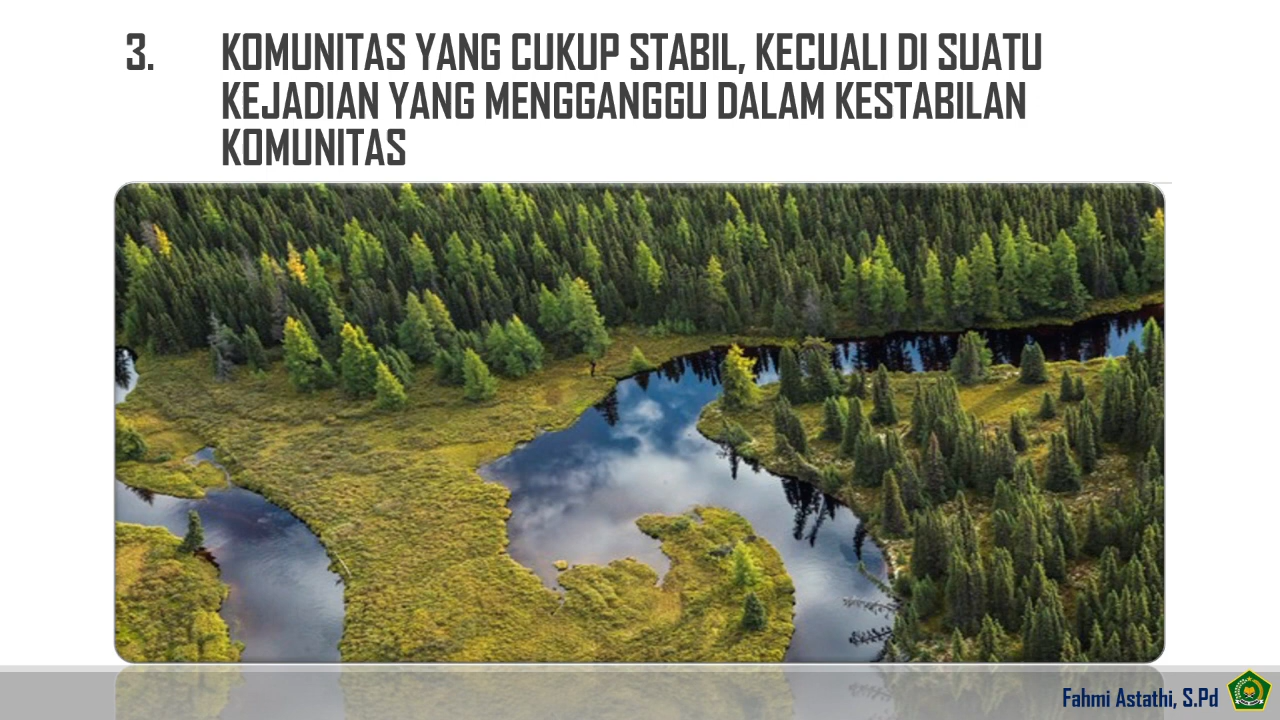 3. KOMUNITAS YANG CUKUP STABIL, KECUALI DI SUATU
KEJADIAN YANG MENGGANGGU DALAM KESTABILAN
KOMUNITAS
Fahmi Astathi, S.Pd